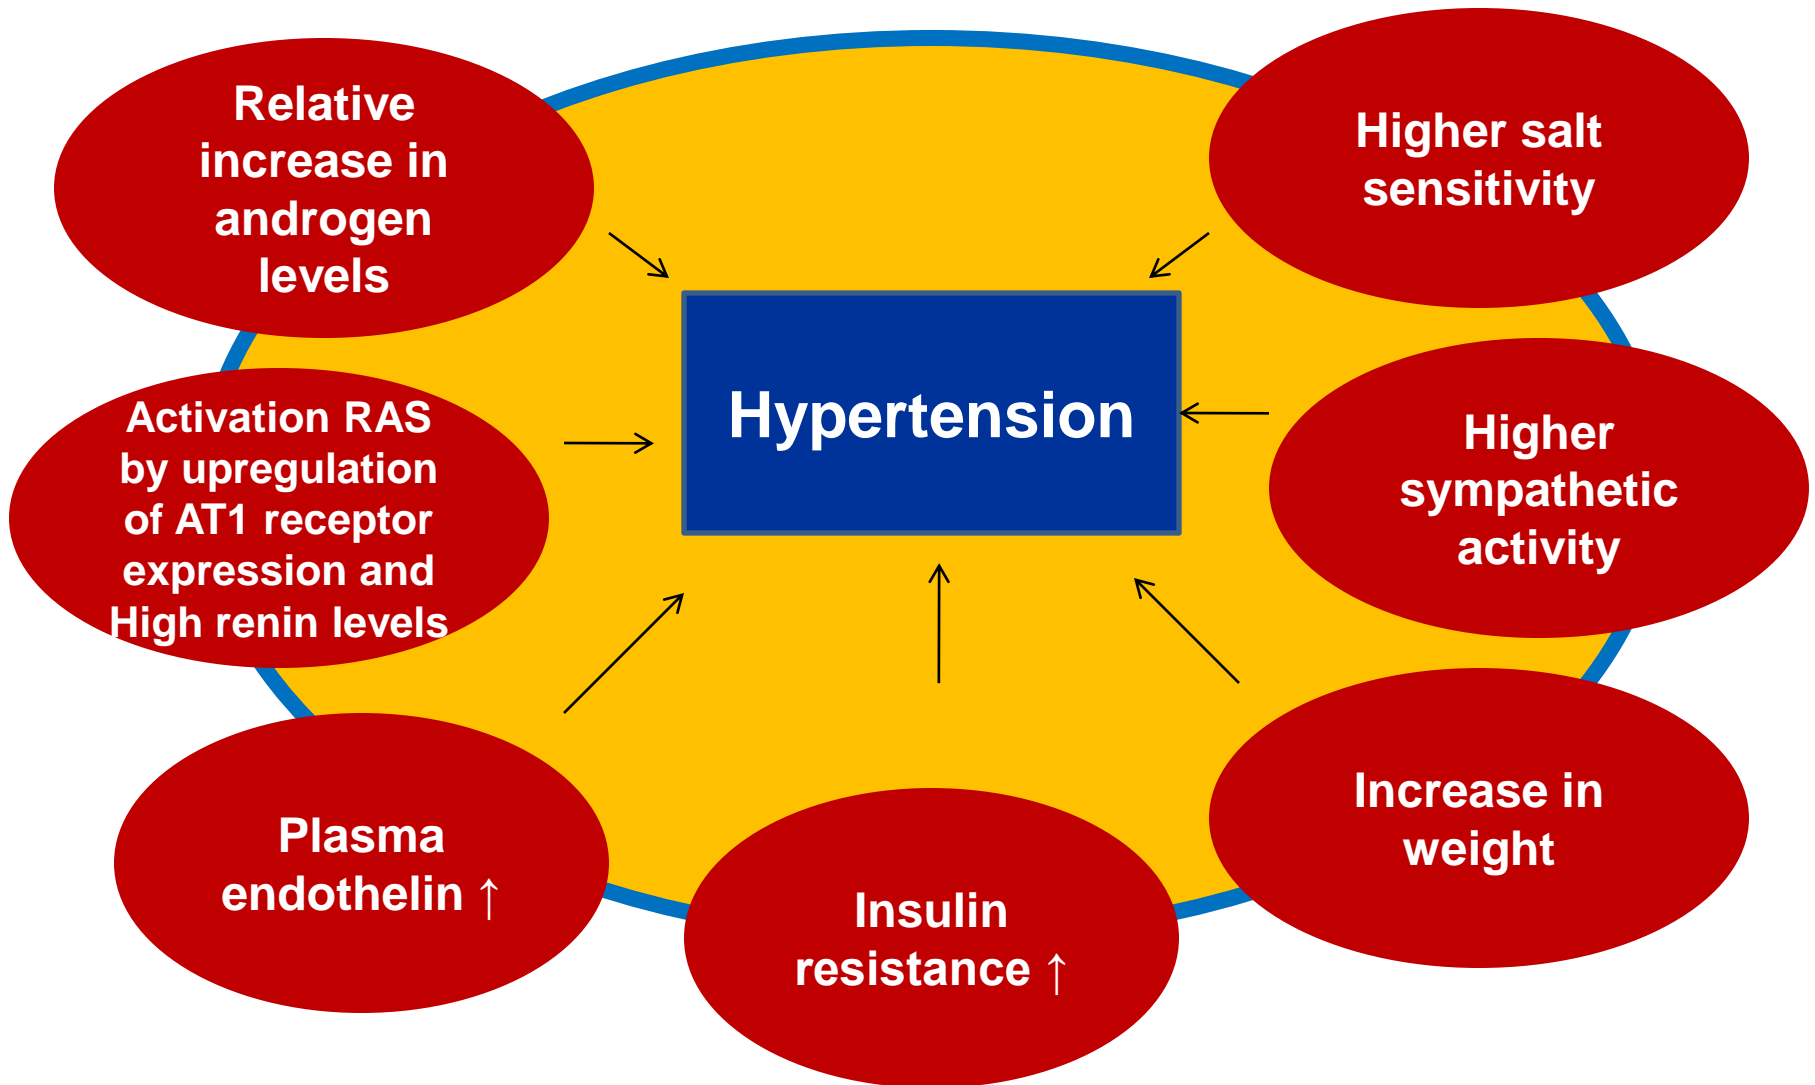 Relative
increase in
androgen
levels
Higher salt
sensitivity
Hypertension
Activation RAS
by upregulation
of AT1 receptor
expression and
High renin levels
Higher
sympathetic
activity
Plasma
endothelin ↑
Insulin
resistance ↑
Increase in
weight